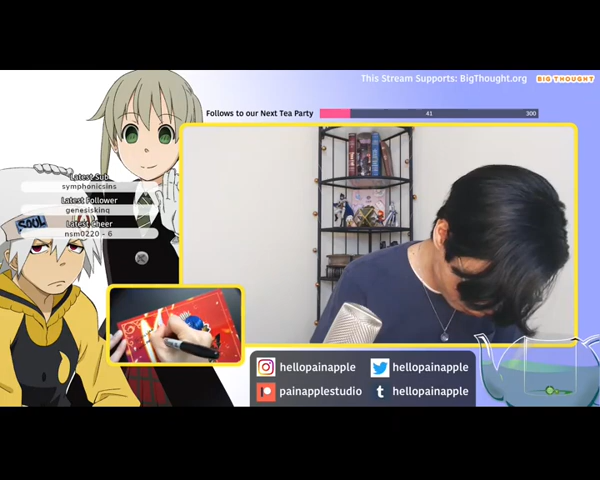 This Stream Supports: BigThought.org
BIG THOUGHT
Follows to our Next Tea Party
41
300
Latest Sub
symphonicsins
Latest Follower
genesiskinq
Latest Cheer
nsm0220 - 6
SOUL
hellopainapple
hellopainapple
painapplestudio
hellopainapple